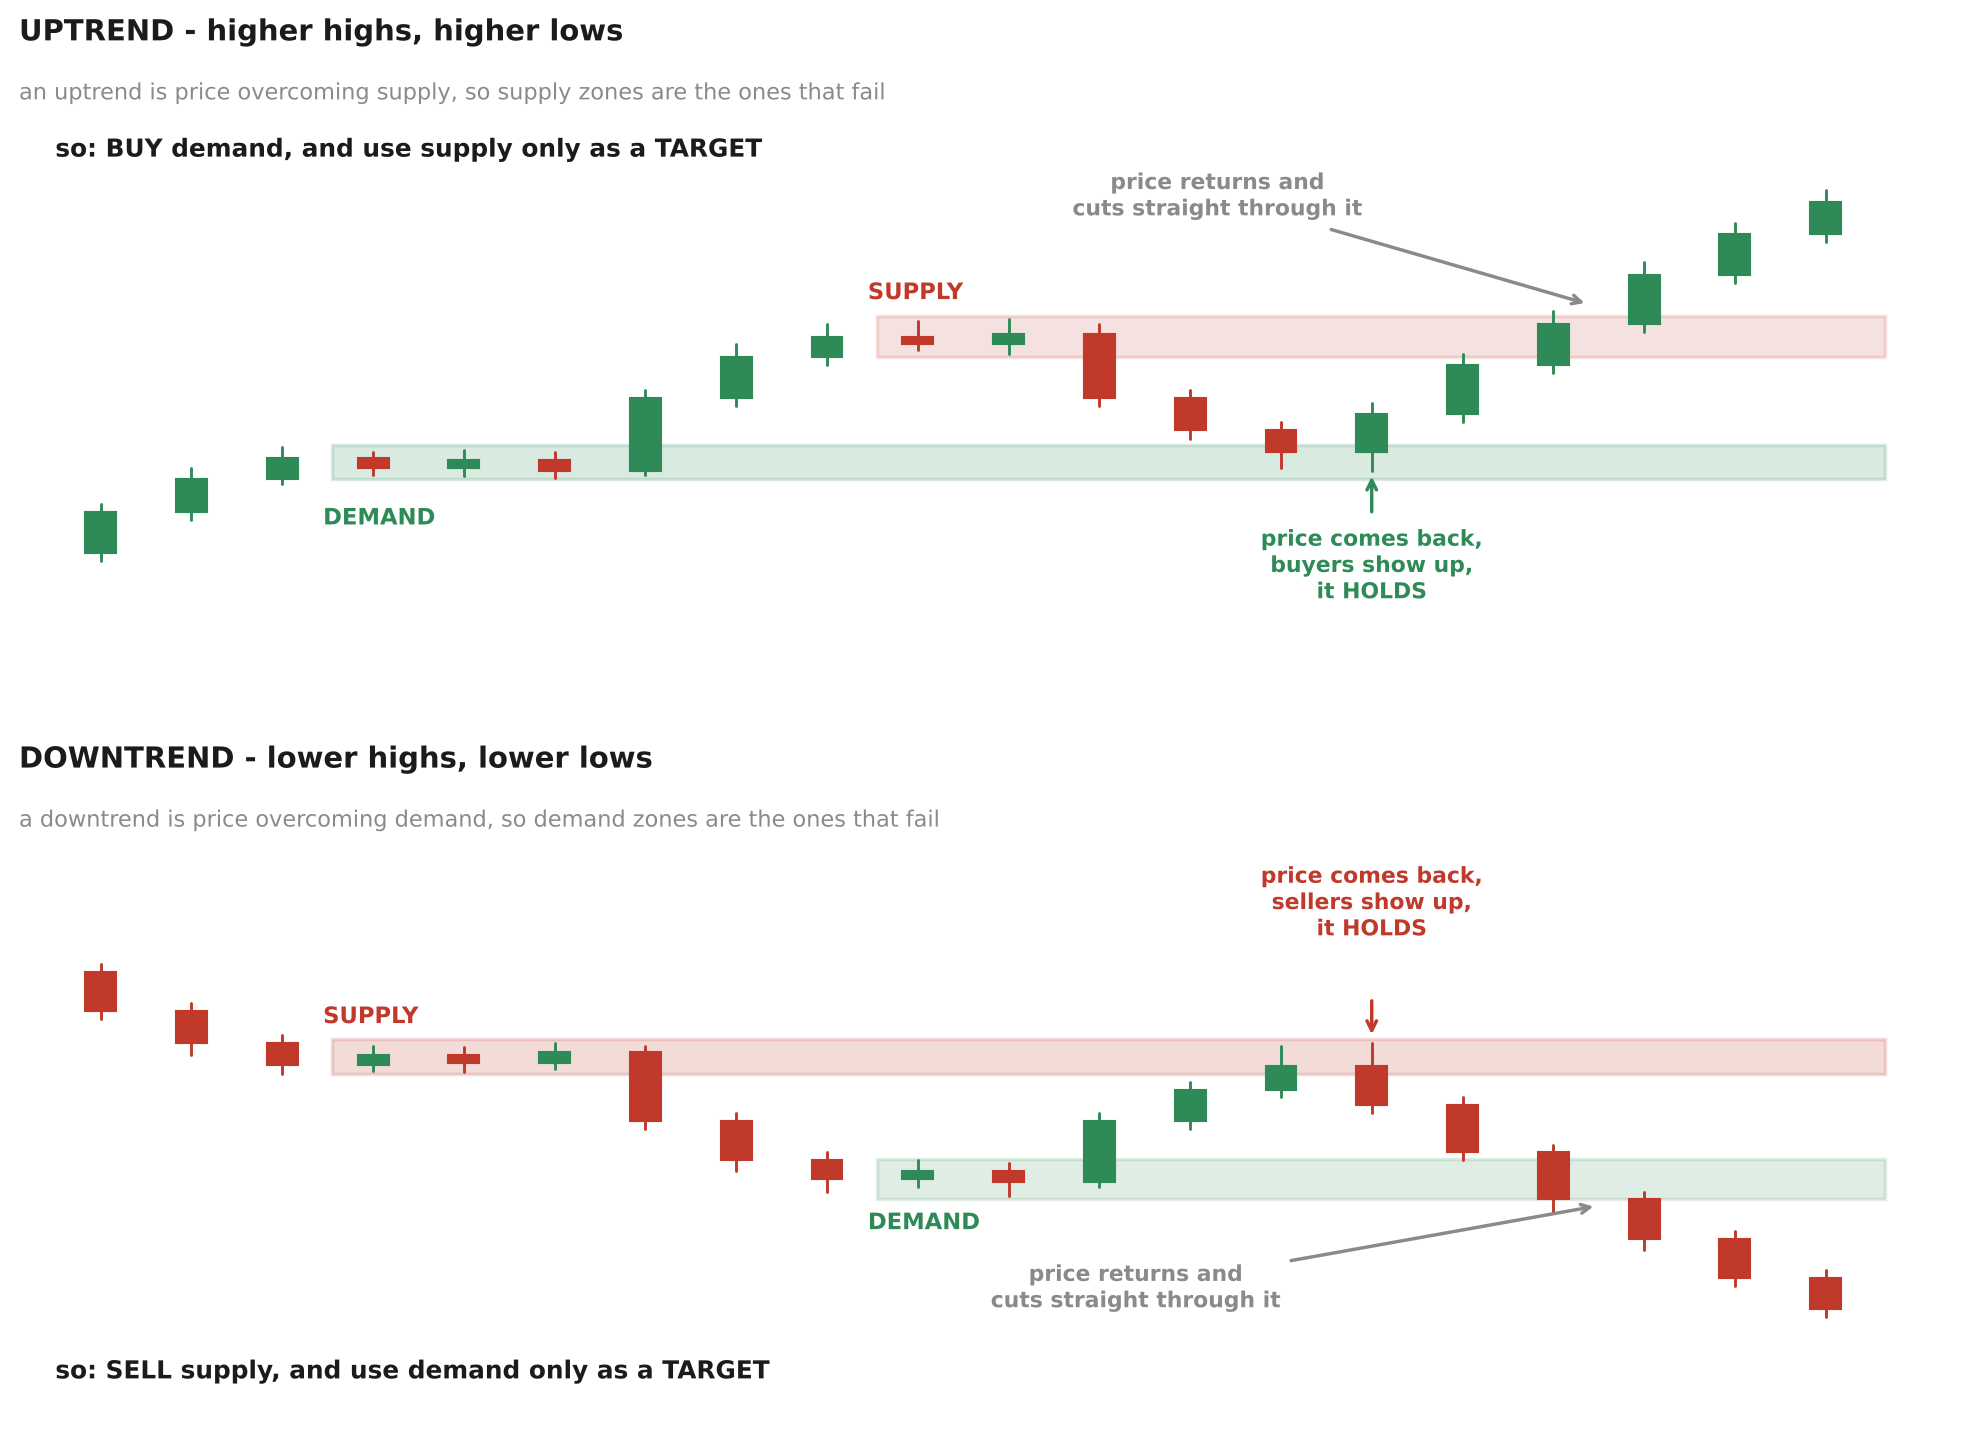 UPTREND - higher highs, higher lows
an uptrend is price overcoming supply, so supply zones are the ones that fail
so: BUY demand, and use supply only as a TARGET
price returns and
cuts straight through it
SUPPLY
DEMAND
price comes back,
buyers show up,
it HOLDS
DOWNTREND - lower highs, lower lows
a downtrend is price overcoming demand, so demand zones are the ones that fail
price comes back,
sellers show up,
it HOLDS
SUPPLY
DEMAND
price returns and
cuts straight through it
so: SELL supply, and use demand only as a TARGET